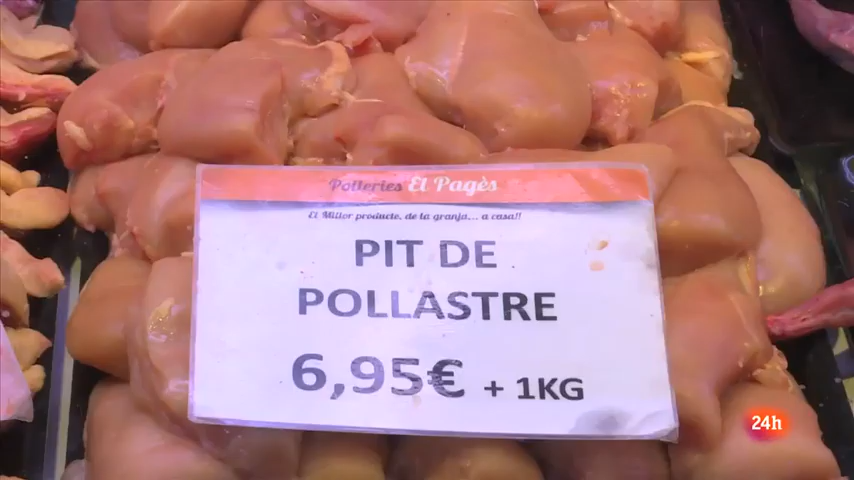 Polleries El Pagès
El Millor producte, de la granja... a casa!!
PIT DE
POLLASTRE
6,95€ + 1KG
24h